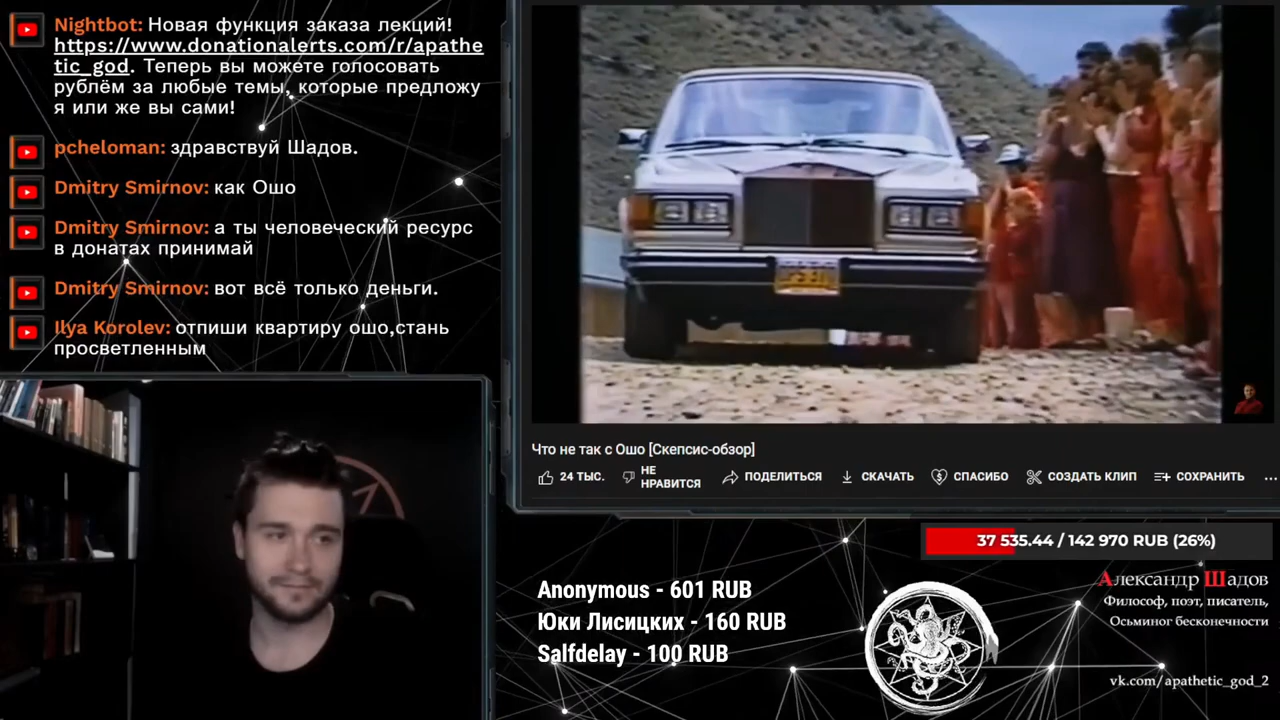 Nightbot: Новая функция заказа лекций!
https://www.donationalerts.com/r/apathe
tic_god. Теперь вы можете голосовать
рублём за любые темы, которые предложу
я или же вы сами!
pcheloman: здравствуй Шадов.
Dmitry Smirnov: как Ошо
Dmitry Smirnov: а ты человеческий ресурс
в донатах принимай
Dmitry Smirnov: вот всё только деньги.
Ilya Korolev: отпиши квартиру ошо,стань
просветленным
Что не так с Ошо [Скепсис-обзор]
24 ТЫС.
НЕ
НРАВИТСЯ
ПОДЕЛИТЬСЯ
СКАЧАТЬ
СПАСИБО
СОЗДАТЬ КЛИП
СОХРАНИТЬ
37 535.44 / 142 970 RUB (26%)
Anonymous - 601 RUB
Юки Лисицких - 160 RUB
Salfdelay - 100 RUB
Александр Шадов
Философ, поэт, писатель,
Осьминог бесконечности
vk.com/apathetic_god_2